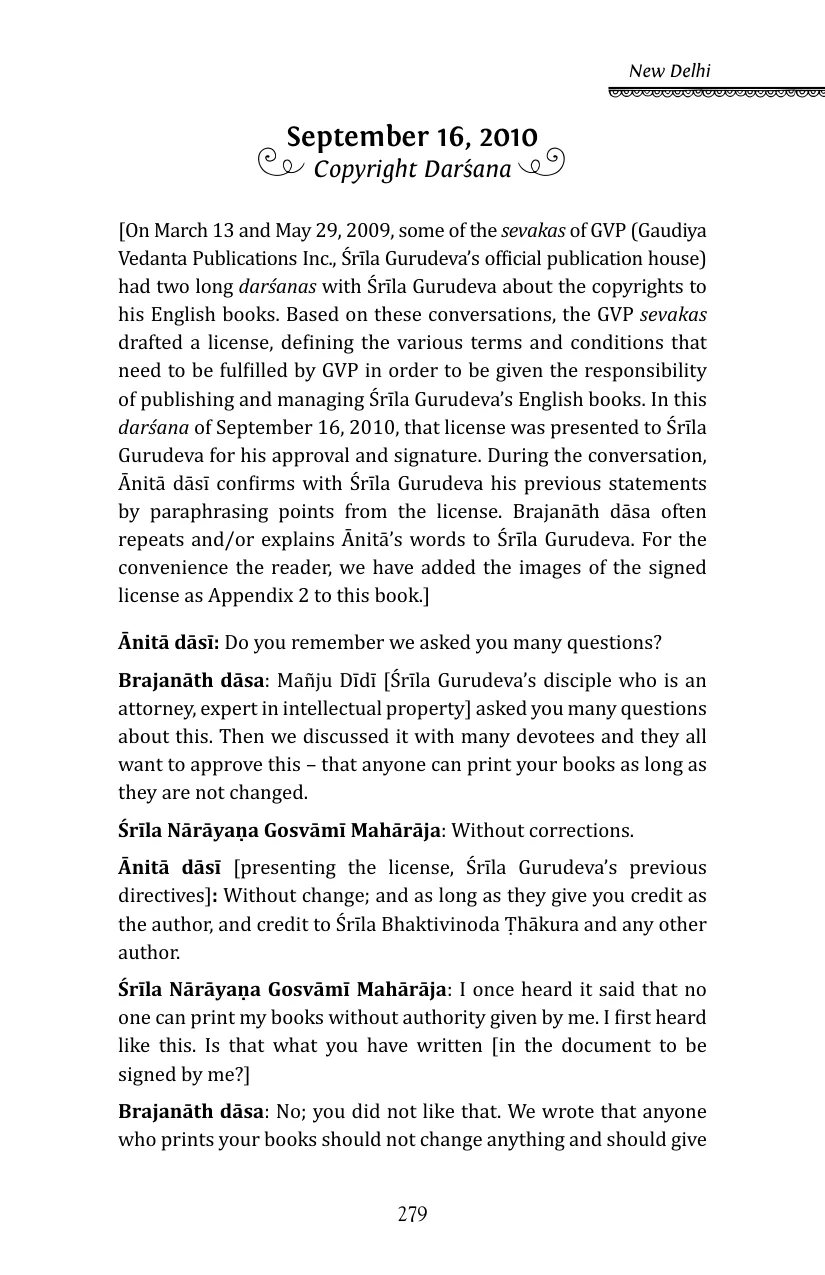 New Delhi
September 16, 2010
Copyright Darśana
[On March 13 and May 29, 2009, some of the sevakas of GVP (Gaudiya
Vedanta Publications Inc., Śrīla Gurudeva’s official publication house)
had two long darśanas with Śrīla Gurudeva about the copyrights to
his English books. Based on these conversations, the GVP sevakas
drafted a license, defining the various terms and conditions that
need to be fulfilled by GVP in order to be given the responsibility
of publishing and managing Śrīla Gurudeva’s English books. In this
darśana of September 16, 2010, that license was presented to Śrīla
Gurudeva for his approval and signature. During the conversation,
Ānitā dāsī confirms with Śrīla Gurudeva his previous statements
by paraphrasing points from the license. Brajanāth dāsa often
repeats and/or explains Ānitā’s words to Śrīla Gurudeva. For the
convenience the reader, we have added the images of the signed
license as Appendix 2 to this book.]
Ānitā dāsī: Do you remember we asked you many questions?
Brajanāth dāsa: Mañju Dīdī [Śrīla Gurudeva’s disciple who is an
attorney, expert in intellectual property] asked you many questions
about this. Then we discussed it with many devotees and they all
want to approve this – that anyone can print your books as long as
they are not changed.
Śrīla Nārāyaṇa Gosvāmī Mahārāja: Without corrections.
Ānitā dāsī [presenting the license, Śrīla Gurudeva’s previous
directives]: Without change; and as long as they give you credit as
the author, and credit to Śrīla Bhaktivinoda Ṭhākura and any other
author.
Śrīla Nārāyaṇa Gosvāmī Mahārāja: I once heard it said that no
one can print my books without authority given by me. I first heard
like this. Is that what you have written [in the document to be
signed by me?]
Brajanāth dāsa: No; you did not like that. We wrote that anyone
who prints your books should not change anything and should give
279